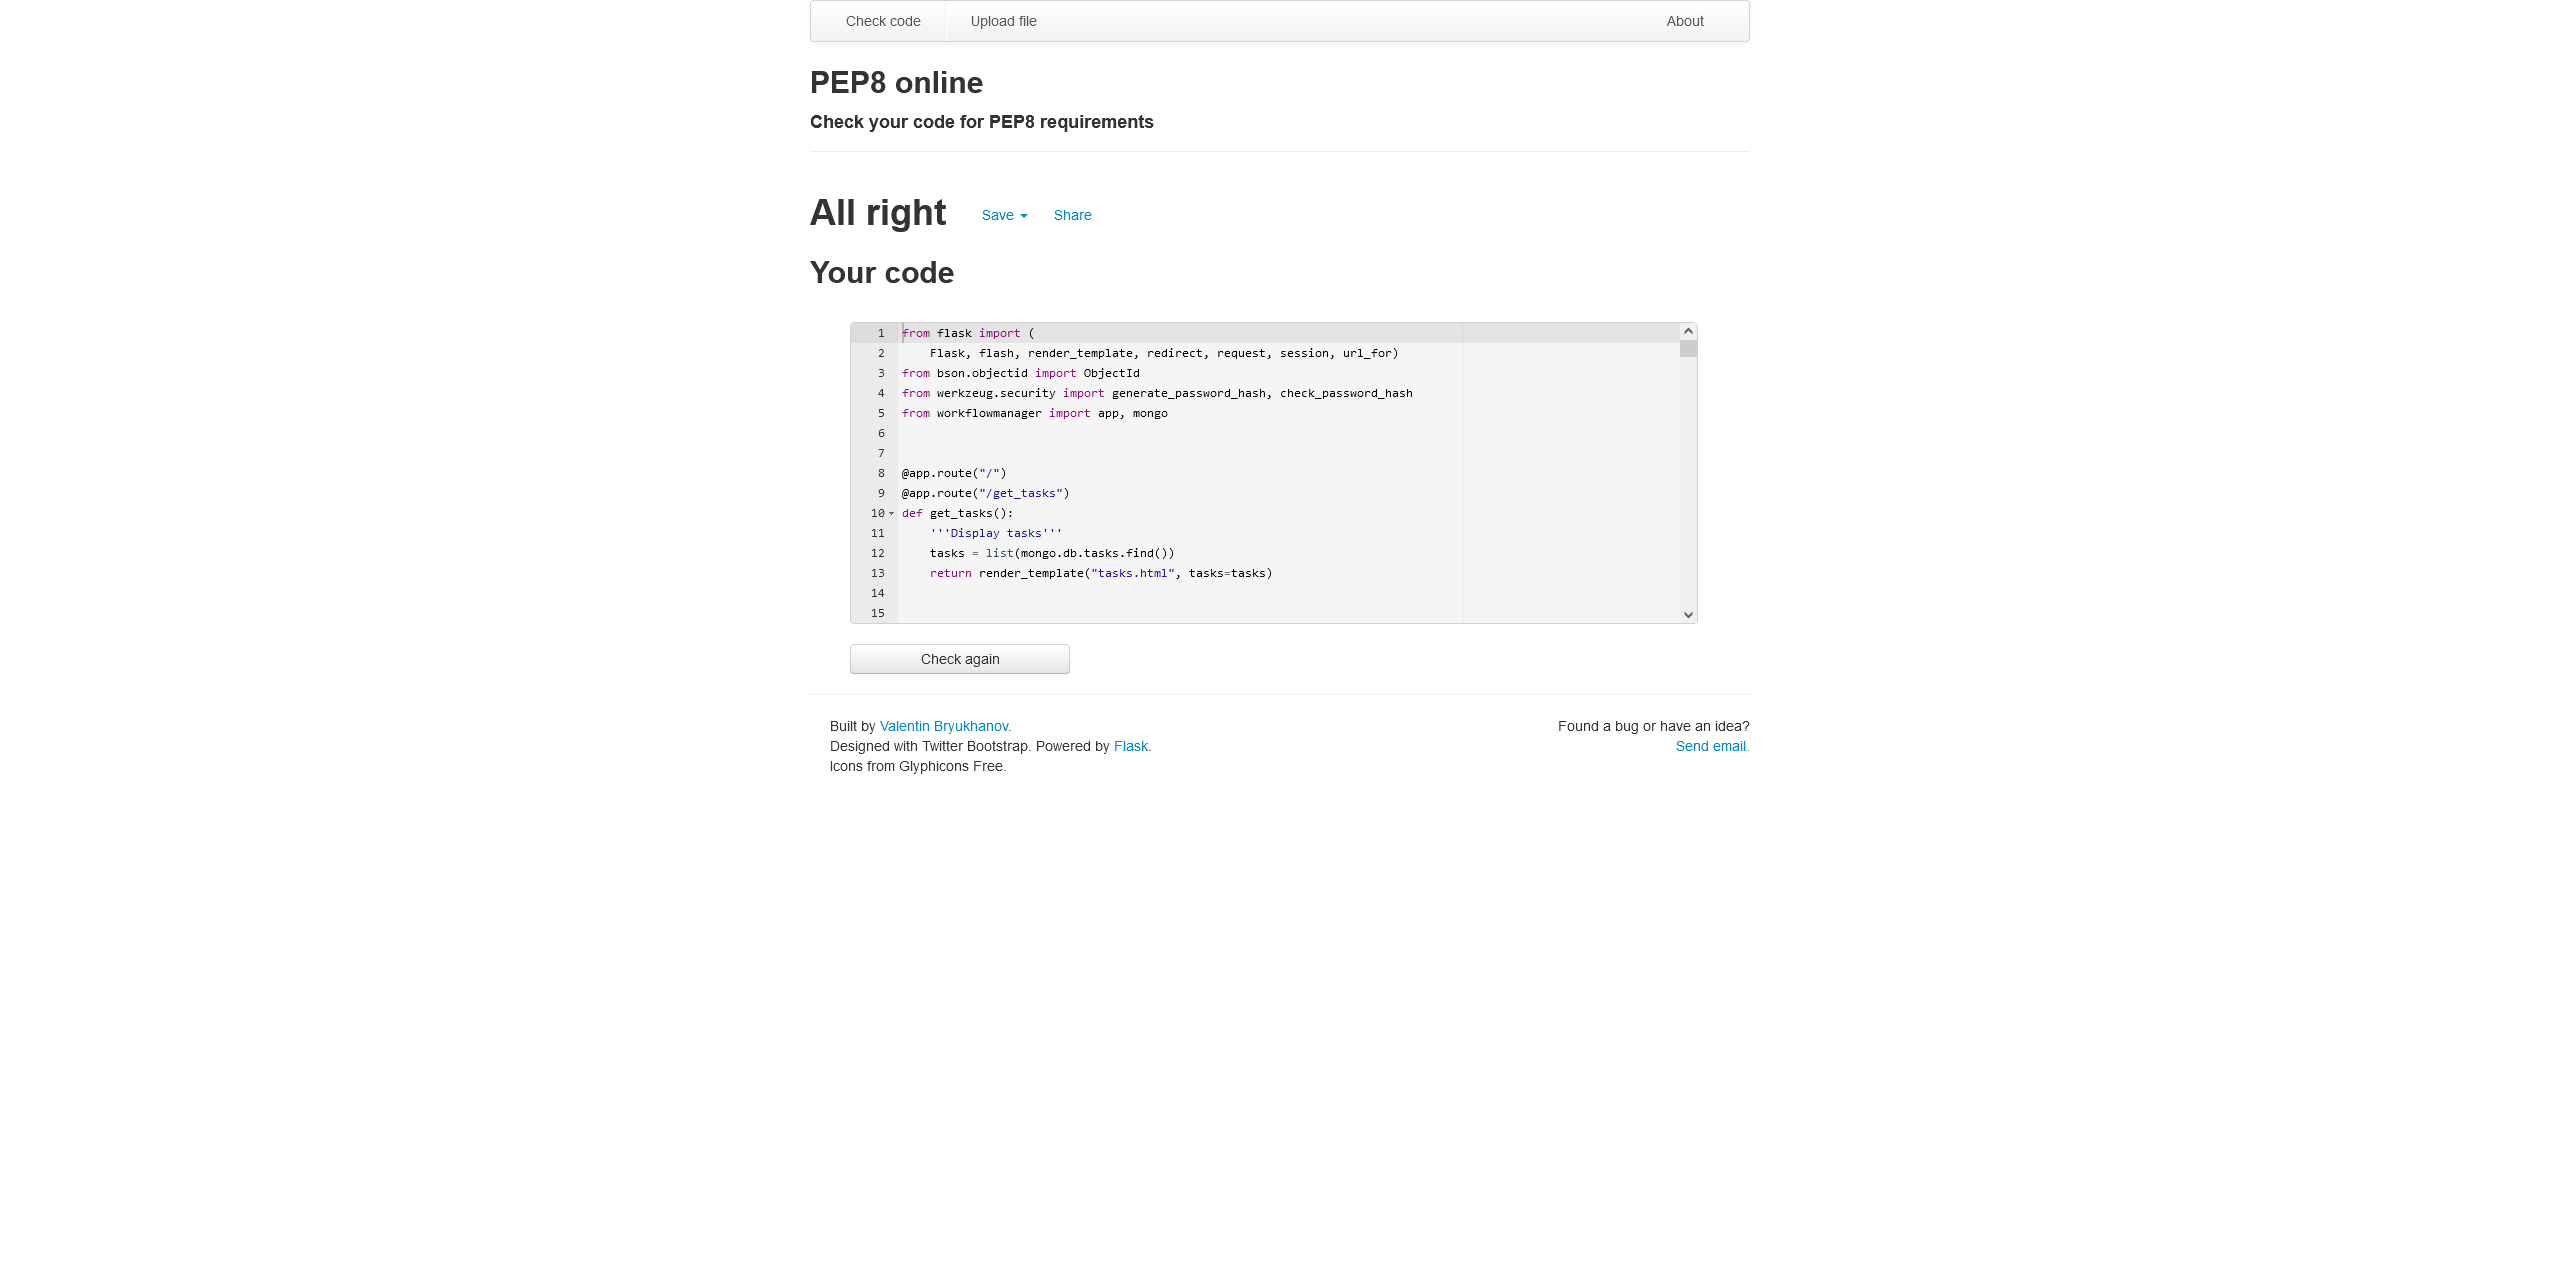 Check code
Upload file
About
PEP8 online
Check your code for PEP8 requirements
All right
Save
Share
Your code
1 from flask import (
2     Flask, flash, render_template, redirect, request, session, url_for)
3 from bson.objectid import ObjectId
4 from werkzeug.security import generate_password_hash, check_password_hash
5 from workflowmanager import app, mongo
6
7
8 @app.route("/")
9 @app.route("/get_tasks")
10 def get_tasks():
11     '''Display tasks'''
12     tasks = list(mongo.db.tasks.find())
13     return render_template("tasks.html", tasks=tasks)
14
15
Check again
Built by Valentin Bryukhanov.
Designed with Twitter Bootstrap. Powered by Flask.
Icons from Glyphicons Free.
Found a bug or have an idea?
Send email.